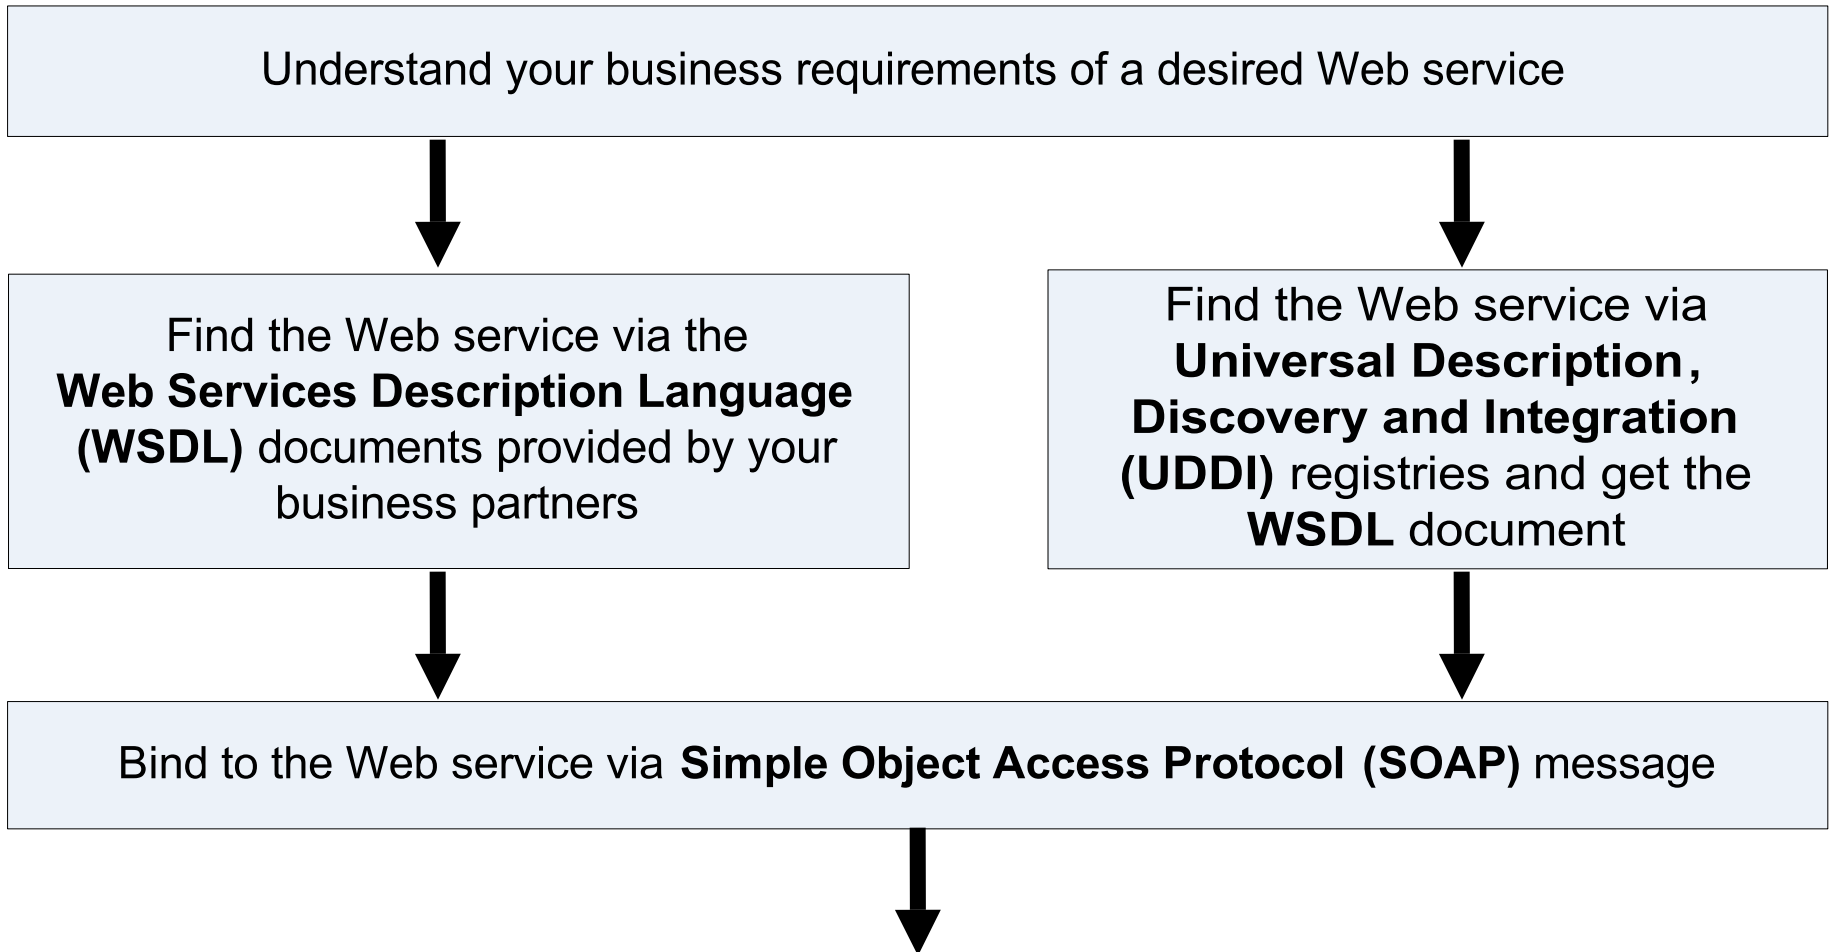 Understand your business requirements of a desired Web service
Find the Web service via the
Web Services Description Language
(WSDL) documents provided by your
business partners
Find the Web service via
Universal Description,
Discovery and Integration
(UDDI) registries and get the
WSDL document
Bind to the Web service via Simple Object Access Protocol (SOAP) message